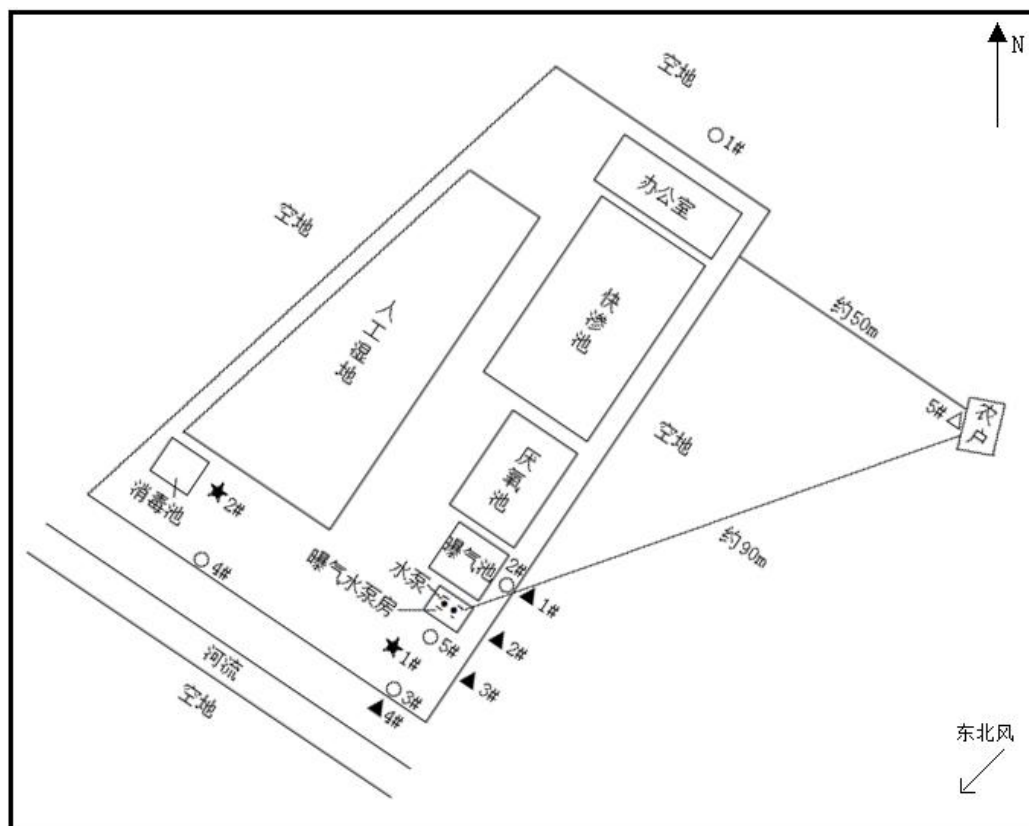 N
空地
1#
办公室
空地
快渗池
人工湿地
约50m
5#
农户
空地
厌氧池
消毒池
2#
约90m
曝气池
2#
水泵
曝气水泵房
1#
4#
5#
2#
1#
3#
3#
4#
河流
空地
东北风